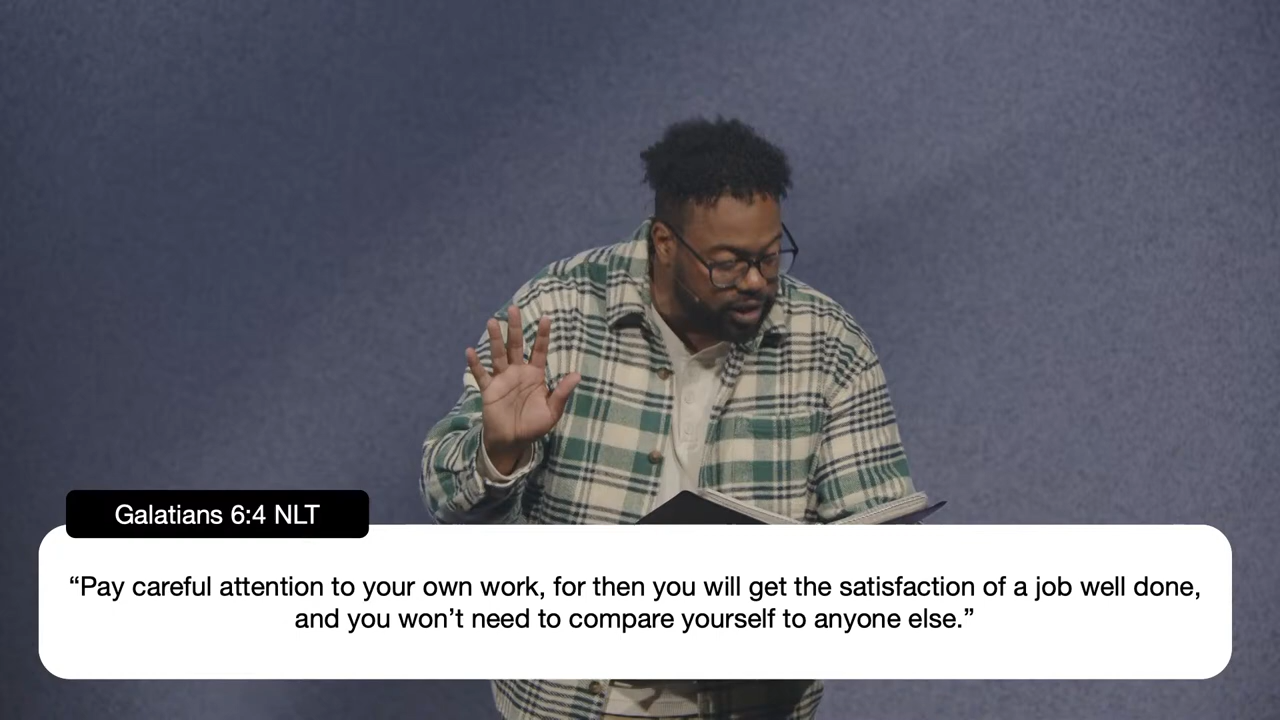 Galatians 6:4 NLT
“Pay careful attention to your own work, for then you will get the satisfaction of a job well done,
and you won’t need to compare yourself to anyone else.”